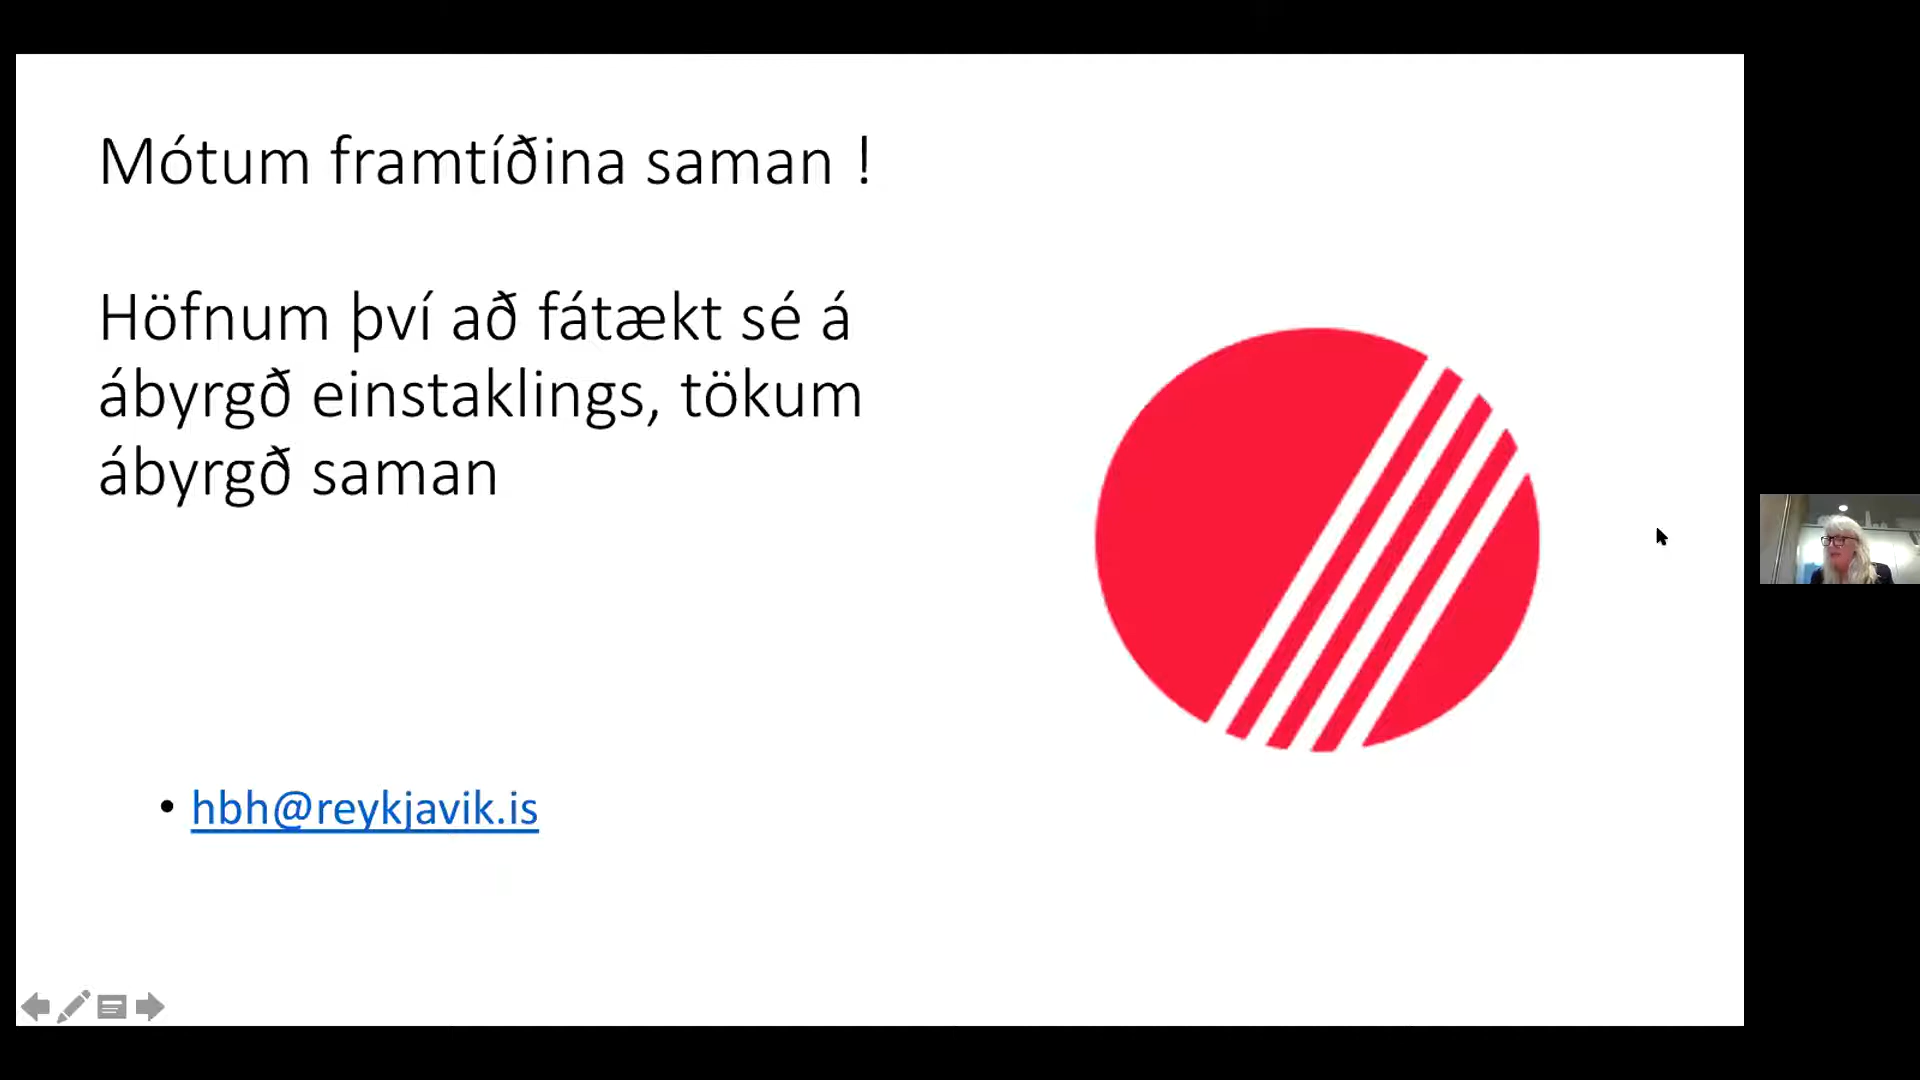 Mótum framtíðina saman !
Höfnum því að fátækt sé á
ábyrgð einstaklings, tökum
ábyrgð saman
• hbh@reykjavik.is